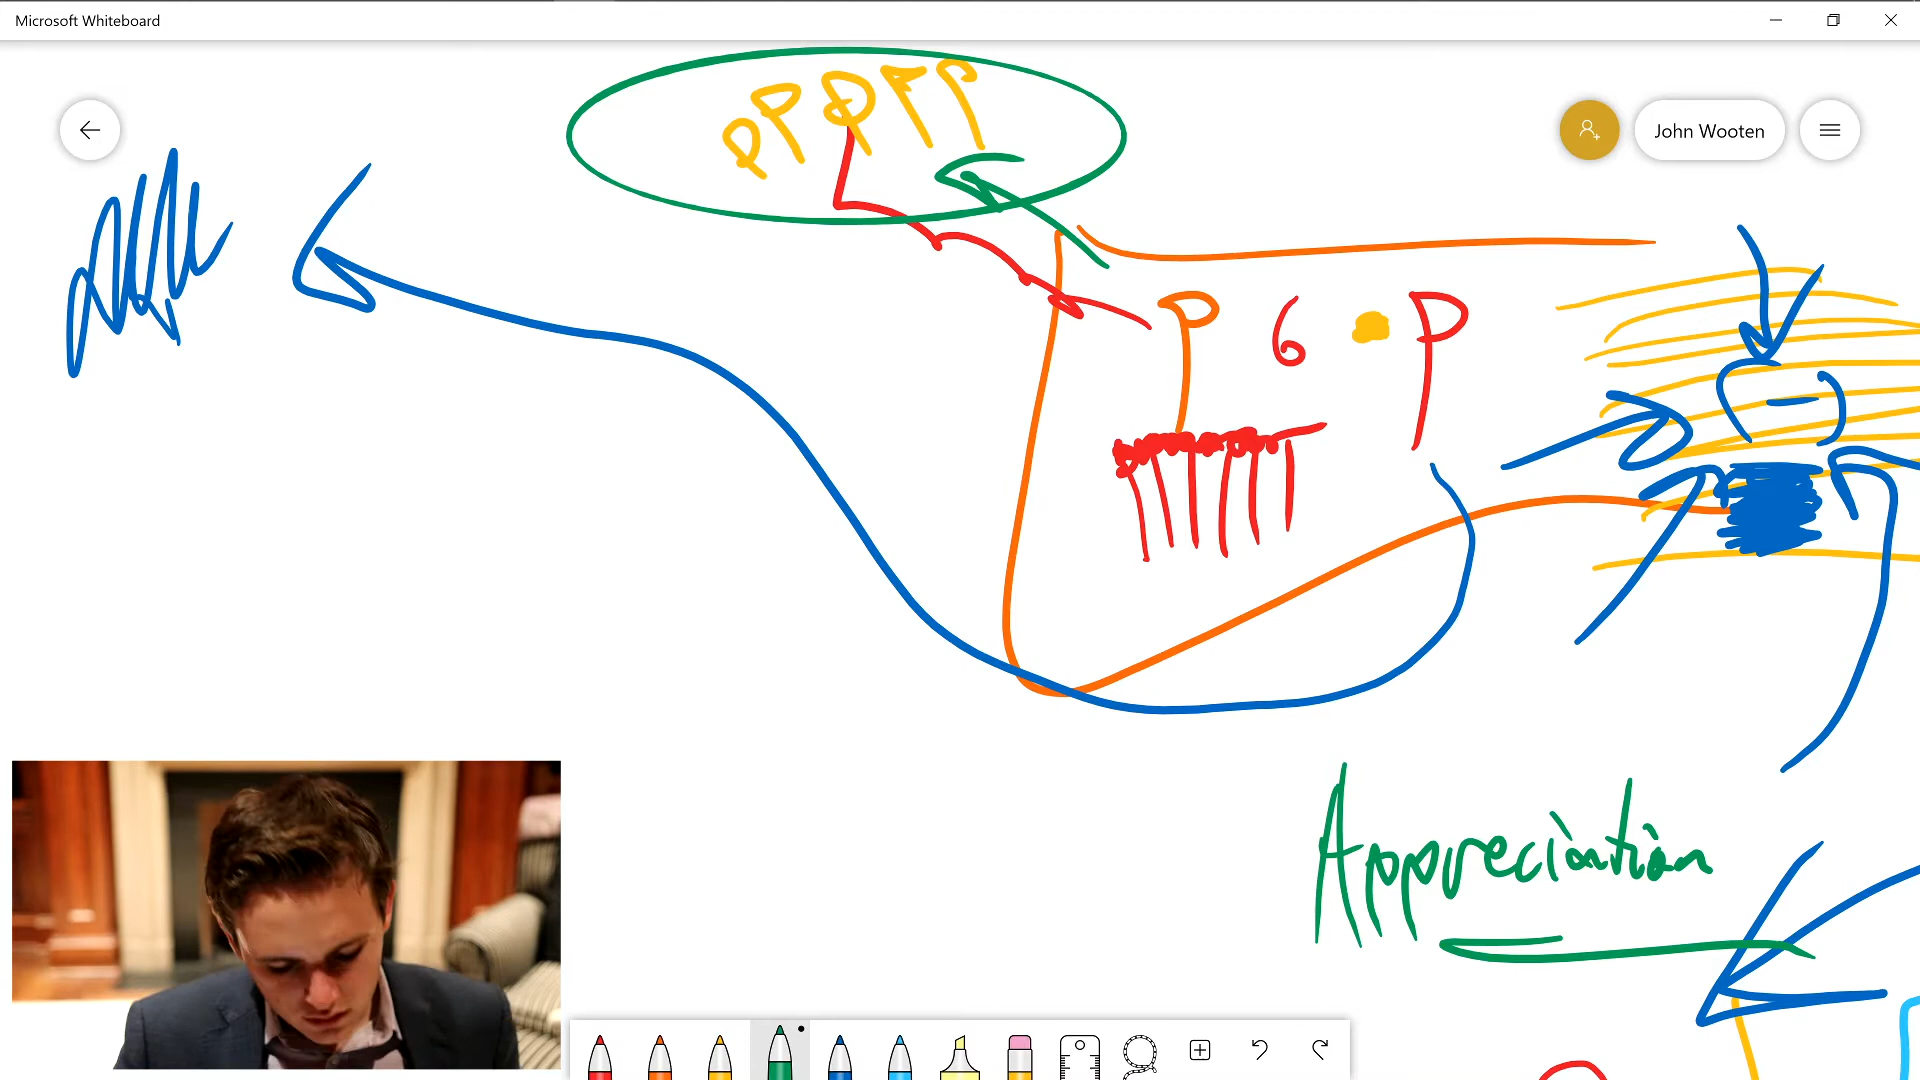 Microsoft Whiteboard
PPPPP
John Wooten
P 6 P
Appreciation